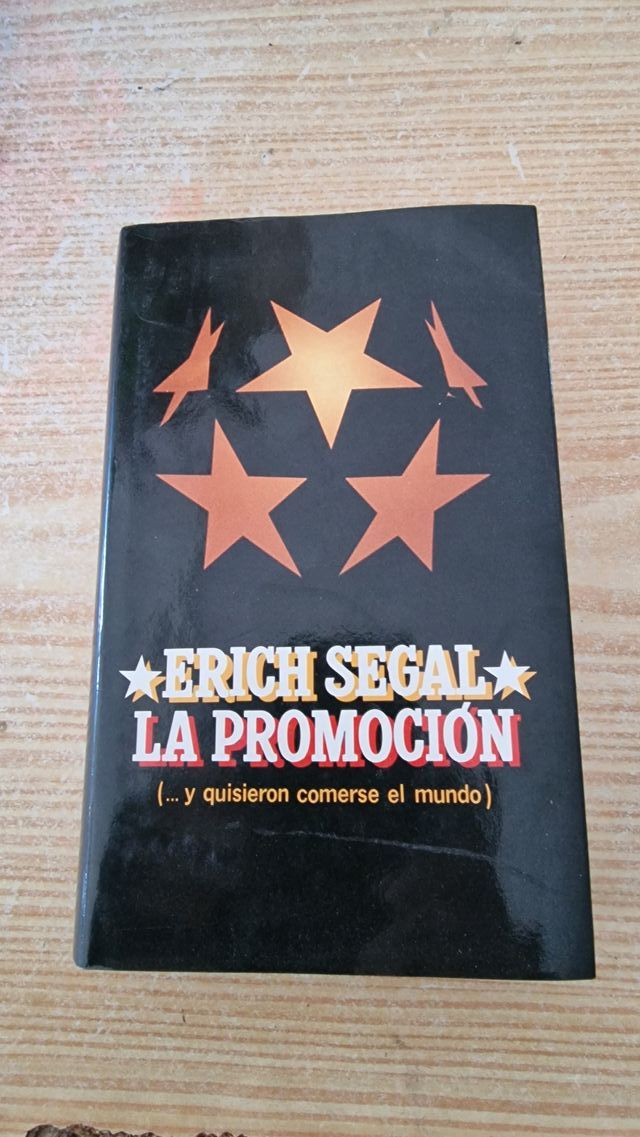 ERICH SEGAL
LA PROMOCIÓN
(... y quisieron comerse el mundo)